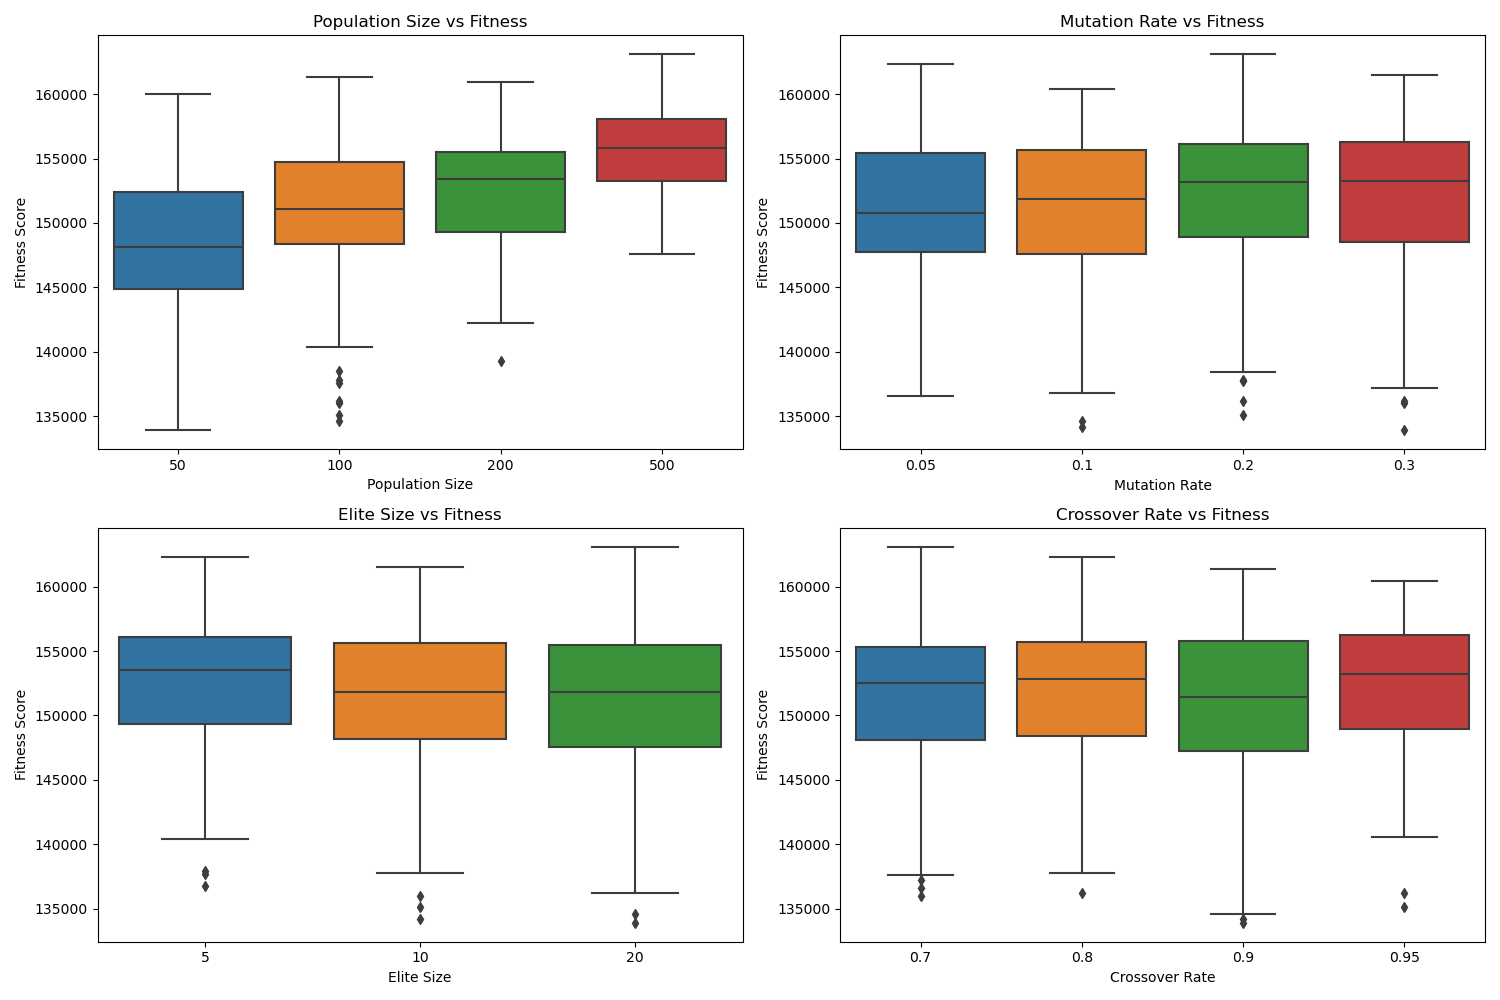 Population Size vs Fitness
Fitness Score
160000
155000
150000
145000
140000
135000
50 100 200 500
Population Size
Mutation Rate vs Fitness
Fitness Score
160000
155000
150000
145000
140000
135000
0.05 0.1 0.2 0.3
Mutation Rate
Elite Size vs Fitness
Fitness Score
160000
155000
150000
145000
140000
135000
5 10 20
Elite Size
Crossover Rate vs Fitness
Fitness Score
160000
155000
150000
145000
140000
135000
0.7 0.8 0.9 0.95
Crossover Rate